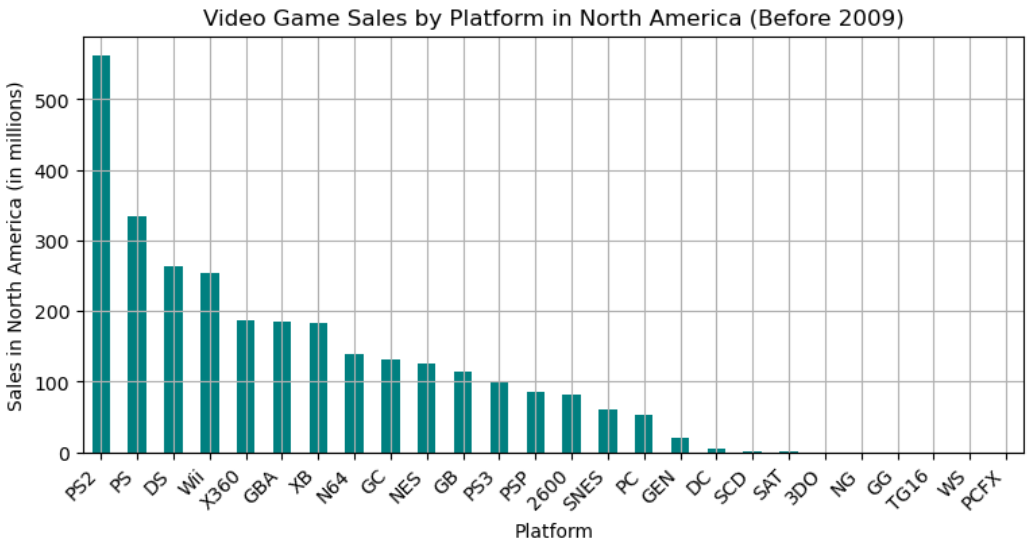 Video Game Sales by Platform in North America (Before 2009)
Sales in North America (in millions)
500
400
300
200
100
0
PS2
PS
DS
Wii
X360
GBA
XB
N64
GC
NES
GB
PS3
PSP
2600
SNES
PC
GEN
DC
SCD
SAT
3DO
NG
GG
TG16
WS
PCFX
Platform